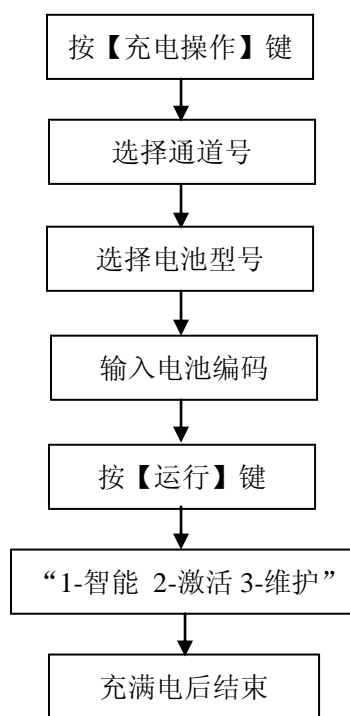 按【充电操作】键
选择通道号
选择电池型号
输入电池编码
按【运行】键
“1-智能 2-激活 3-维护”
充满电后结束